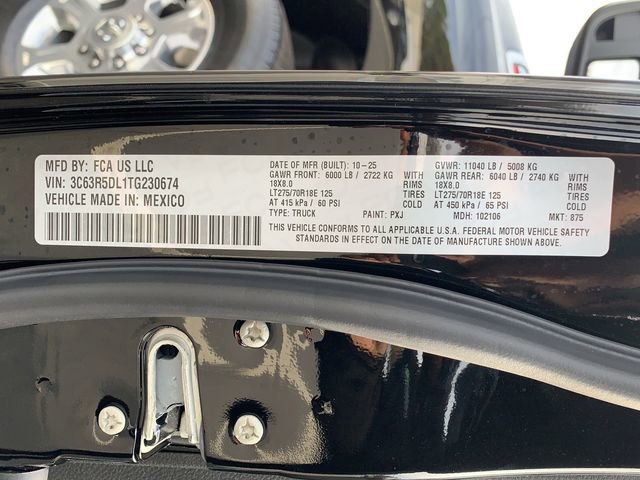 MFD BY: FCA US LLC
VIN: 3C63R5DL1TG230674
VEHICLE MADE IN: MEXICO
DATE OF MFR (BUILT): 10-25
GAWR FRONT: 6000 LB / 2722 KG WITH
18X8.0 RIMS
LT275/70R18E 125 TIRES
AT 415 kPa / 60 PSI COLD
TYPE: TRUCK PAINT: PXJ
GVWR: 11040 LB / 5008 KG
GAWR REAR: 6040 LB / 2740 KG WITH
18X8.0 RIMS
LT275/70R18E 125 TIRES
AT 450 kPa / 65 PSI COLD
MDH: 102106 MKT: 875
THIS VEHICLE CONFORMS TO ALL APPLICABLE U.S.A. FEDERAL MOTOR VEHICLE SAFETY
STANDARDS IN EFFECT ON THE DATE OF MANUFACTURE SHOWN ABOVE.